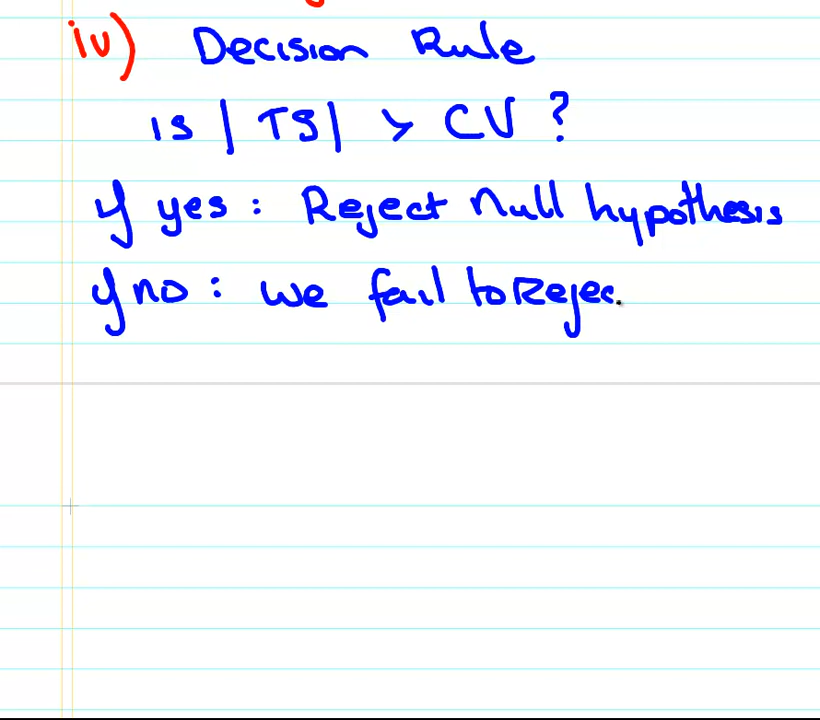 iv) Decision Rule
is |TS| > CV ?
if yes : Reject Null hypothesis
if no : we fail to Rejec